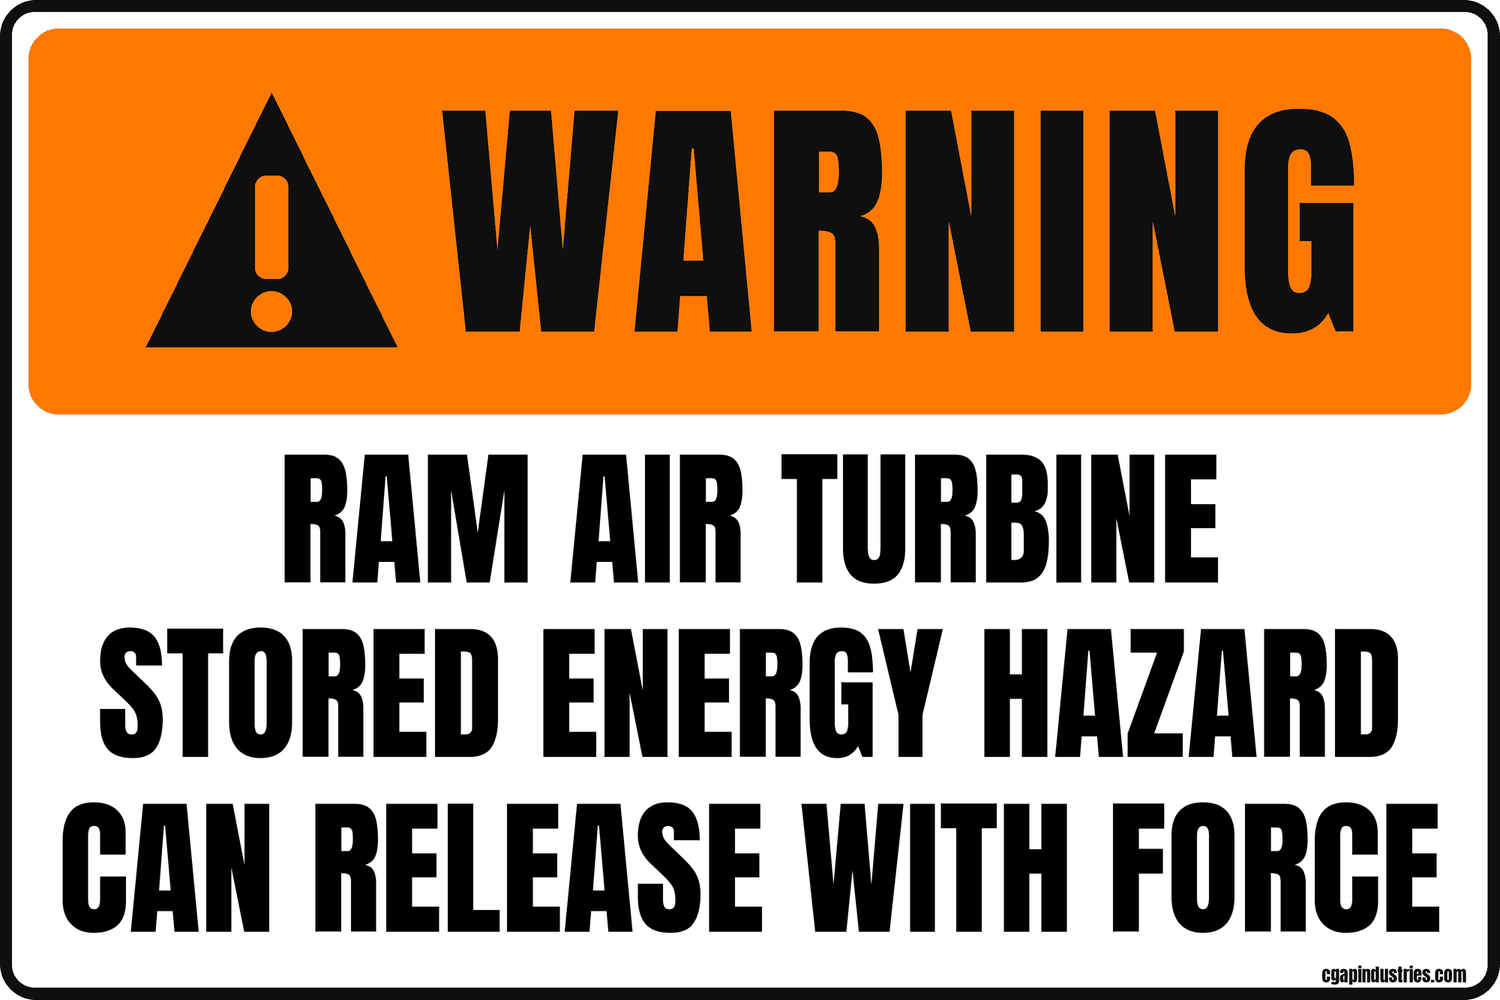 WARNING
RAM AIR TURBINE
STORED ENERGY HAZARD
CAN RELEASE WITH FORCE
cgapindustries.com